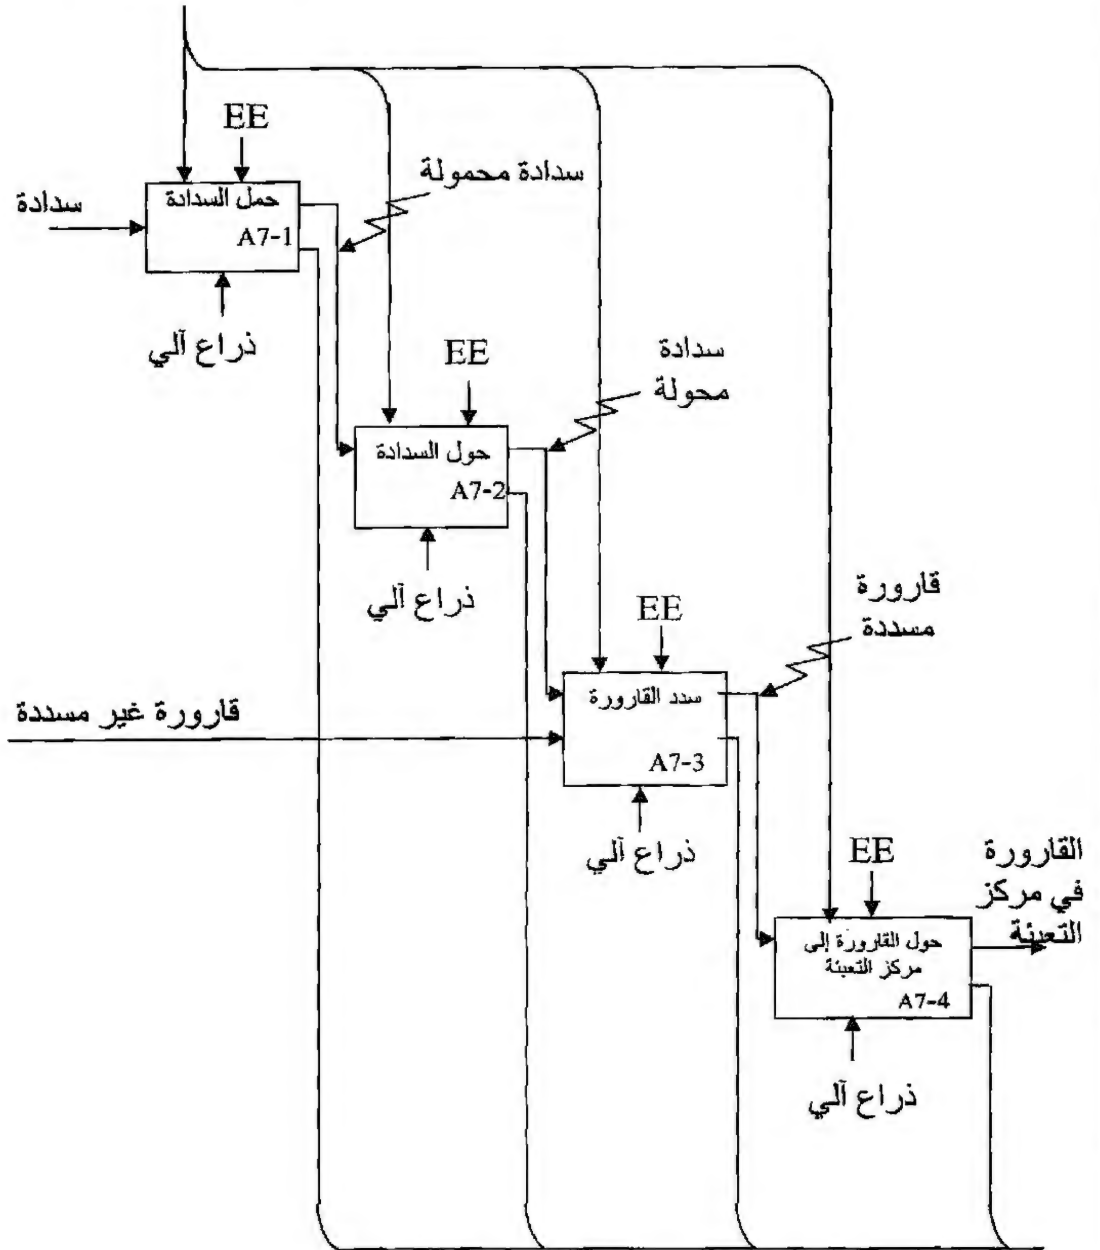 EE
سدادة محمولة
سدادة
حمل السدادة
A7-1
ذراع آلي
EE
سدادة
محولة
حول السدادة
A7-2
ذراع آلي
EE
قارورة
مسددة
قارورة غير مسددة
سدد القارورة
A7-3
ذراع آلي
EE
القارورة
في مركز
التعبئة
حول القارورة إلى
مركز التعبئة
A7-4
ذراع آلي